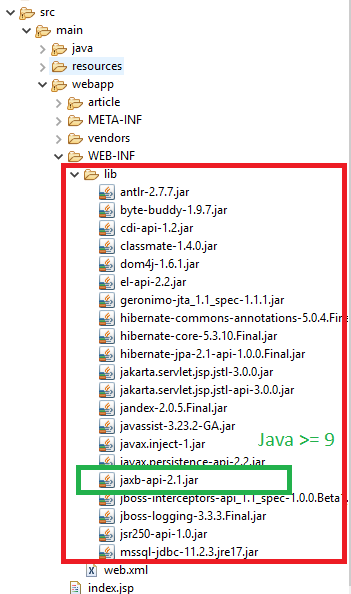 src
main
java
resources
webapp
article
META-INF
vendors
WEB-INF
lib
antlr-2.7.7.jar
byte-buddy-1.9.7.jar
cdi-api-1.2.jar
classmate-1.4.0.jar
dom4j-1.6.1.jar
el-api-2.2.jar
geronimo-jta_1.1_spec-1.1.1.jar
hibernate-commons-annotations-5.0.4.Fin
hibernate-core-5.3.10.Final.jar
hibernate-jpa-2.1-api-1.0.0.Final.jar
jakarta.servlet.jsp.jstl-3.0.0.jar
jakarta.servlet.jsp.jstl-api-3.0.0.jar
jandex-2.0.5.Final.jar
javassist-3.23.2-GA.jar
javax.inject-1.jar
Java >= 9
javax.persistence-api-2.2.jar
jaxb-api-2.1.jar
jboss-interceptors-api_1.1_spec-1.0.0.Beta1
jboss-logging-3.3.3.Final.jar
jsr250-api-1.0.jar
mssql-jdbc-11.2.3.jre17.jar
web.xml
index.jsp